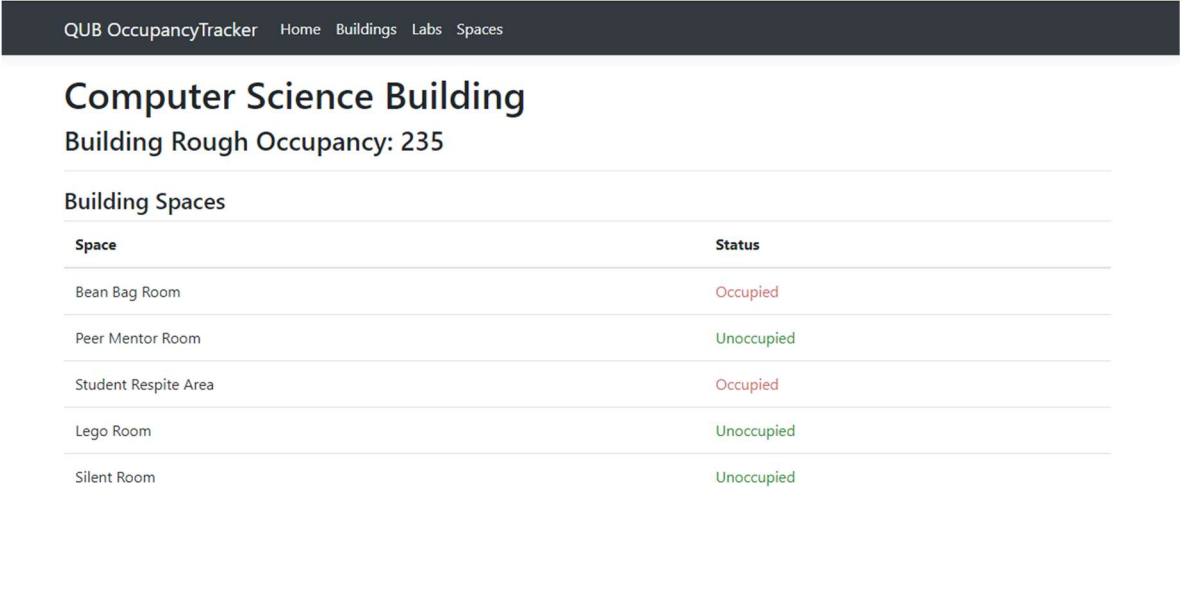 QUB OccupancyTracker Home Buildings Labs Spaces
Computer Science Building
Building Rough Occupancy: 235
Building Spaces
Space Status
Bean Bag Room Occupied
Peer Mentor Room Unoccupied
Student Respite Area Occupied
Lego Room Unoccupied
Silent Room Unoccupied